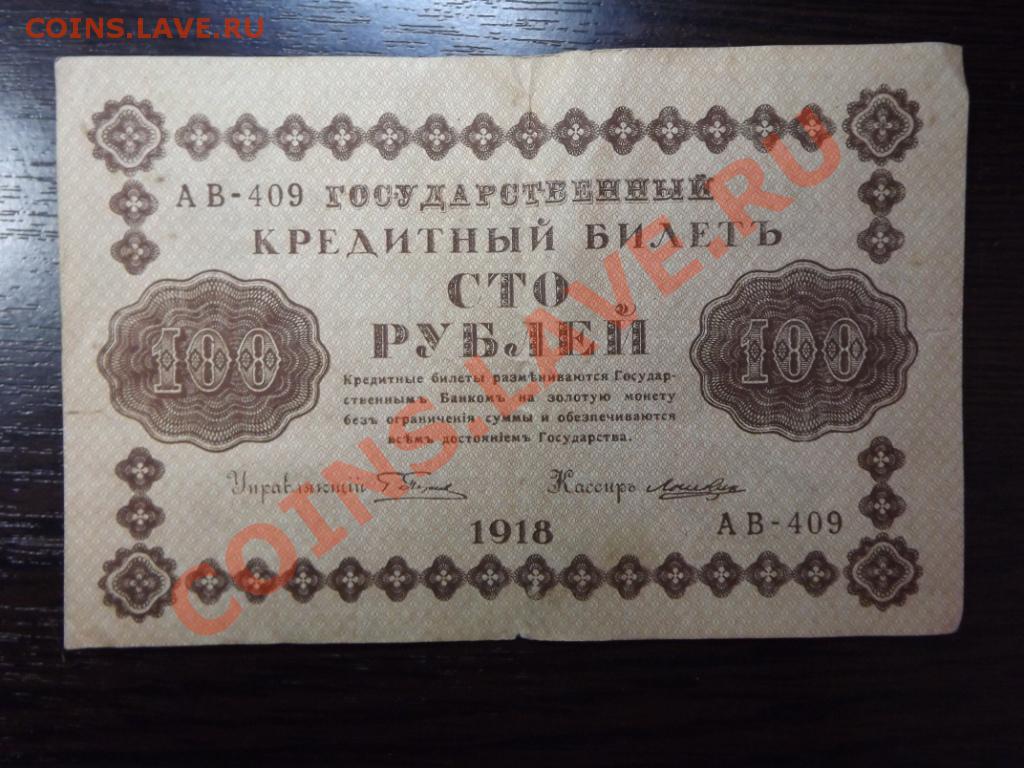 COINS.LAVE.RU
АВ-409 ГОСУДАРСТВЕННЫЙ
КРЕДИТНЫЙ БИЛЕТЪ
СТО
РУБЛЕЙ
100
100
Кредитные билеты размѣниваются Государ-
ственнымъ Банкомъ на золотую монету
безъ ограниченія суммы и обезпечиваются
всѣмъ достояніемъ Государства.
Управляющій
Кассиръ
1918
АВ-409
COINS.LAVE.RU